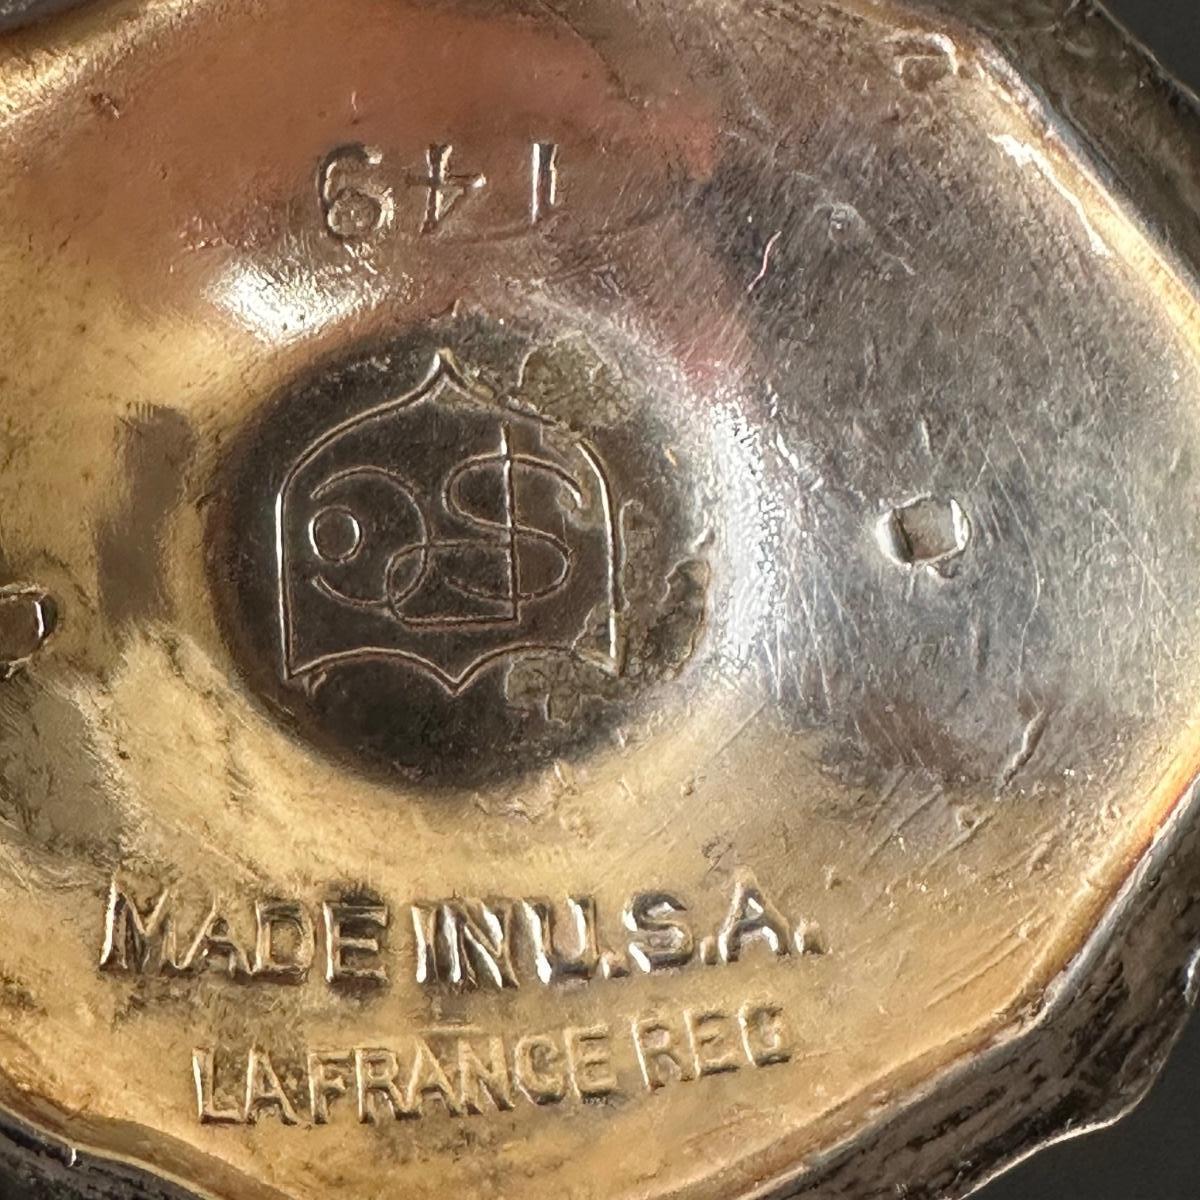 149
MADE IN U.S.A.
LA FRANCE REG